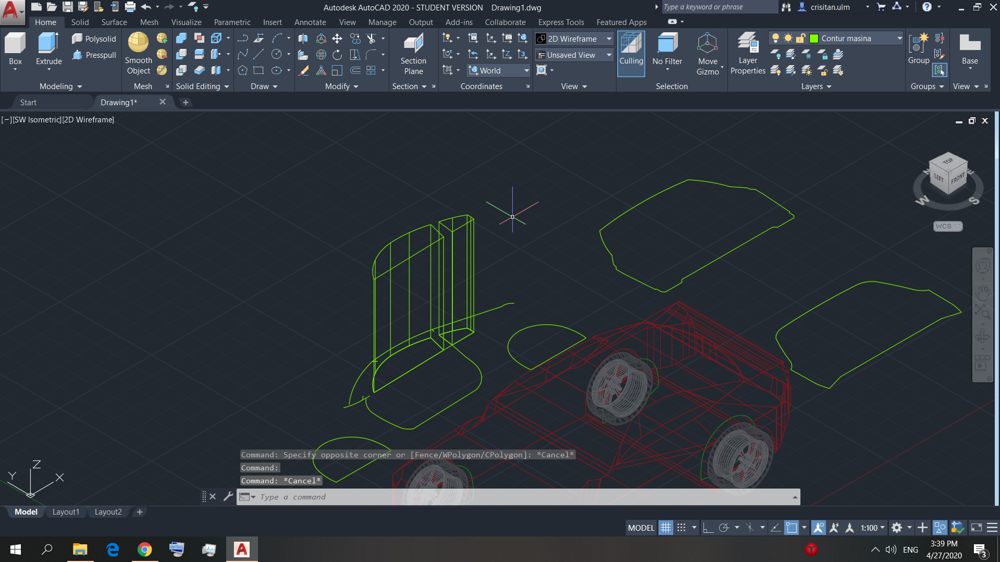 Autodesk AutoCAD 2020 - STUDENT VERSION Drawing1.dwg
Type a keyword or phrase
crisitan.ulm
Home Solid Surface Mesh Visualize Parametric Insert Annotate View Manage Output Add-ins Collaborate Express Tools Featured Apps
Box
Extrude
Polysolid
Presspull
Modeling
Smooth
Object
Mesh
Solid Editing
Draw
Modify
Section
Plane
Section
World
Coordinates
2D Wireframe
Unsaved View
View
Culling
No Filter
Move
Gizmo
Selection
Layer
Properties
Contur masina
Layers
Group
Groups
Base
View
Start
Drawing1*
[−][SW Isometric][2D Wireframe]
TOP
LEFT
FRONT
N
E
W
S
WCS
Z
Y
X
Command: Specify opposite corner or [Fence/WPolygon/CPolygon]: *Cancel*
Command:
Command: *Cancel*
Type a command
Model Layout1 Layout2
MODEL
1:100
ENG
3:39 PM
4/27/2020
3